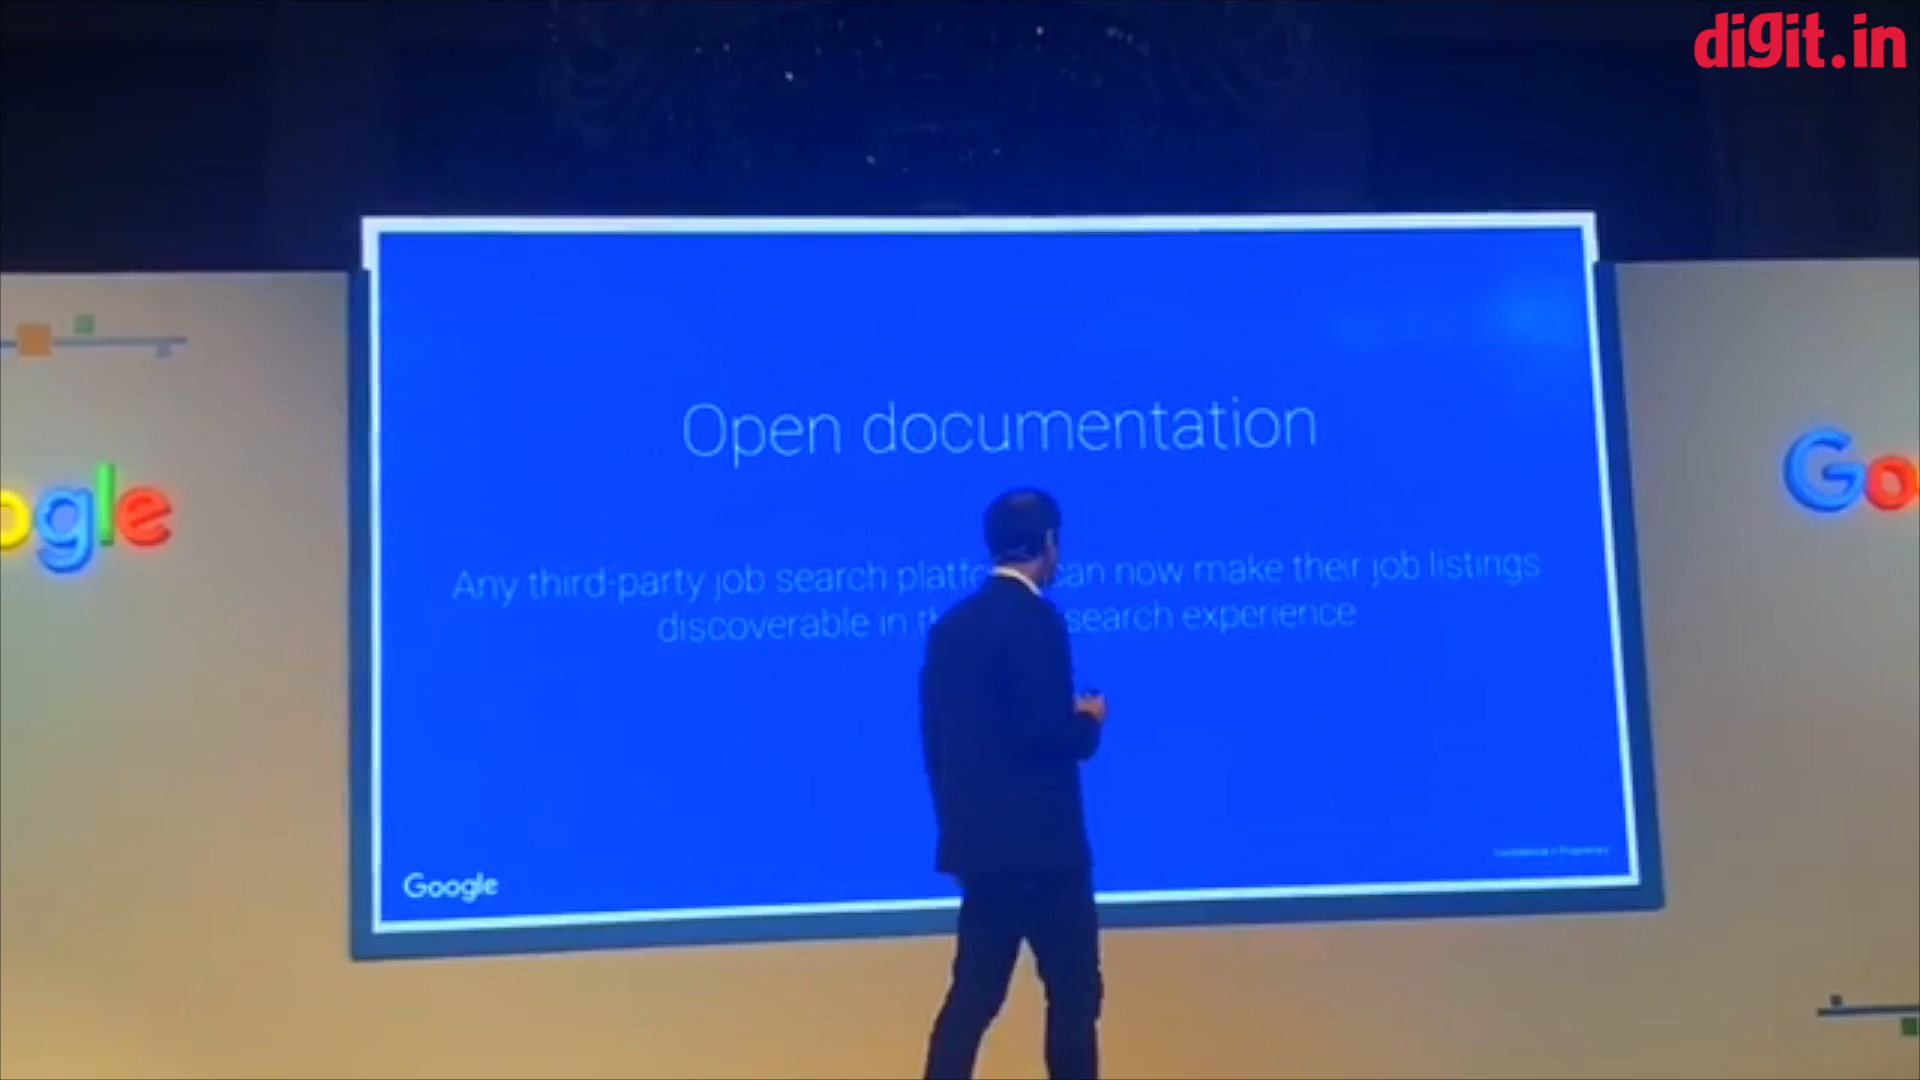 digit.in
Open documentation
Any third-party job search can now make their job listings
discoverable in search experience
ogle
Go
Google